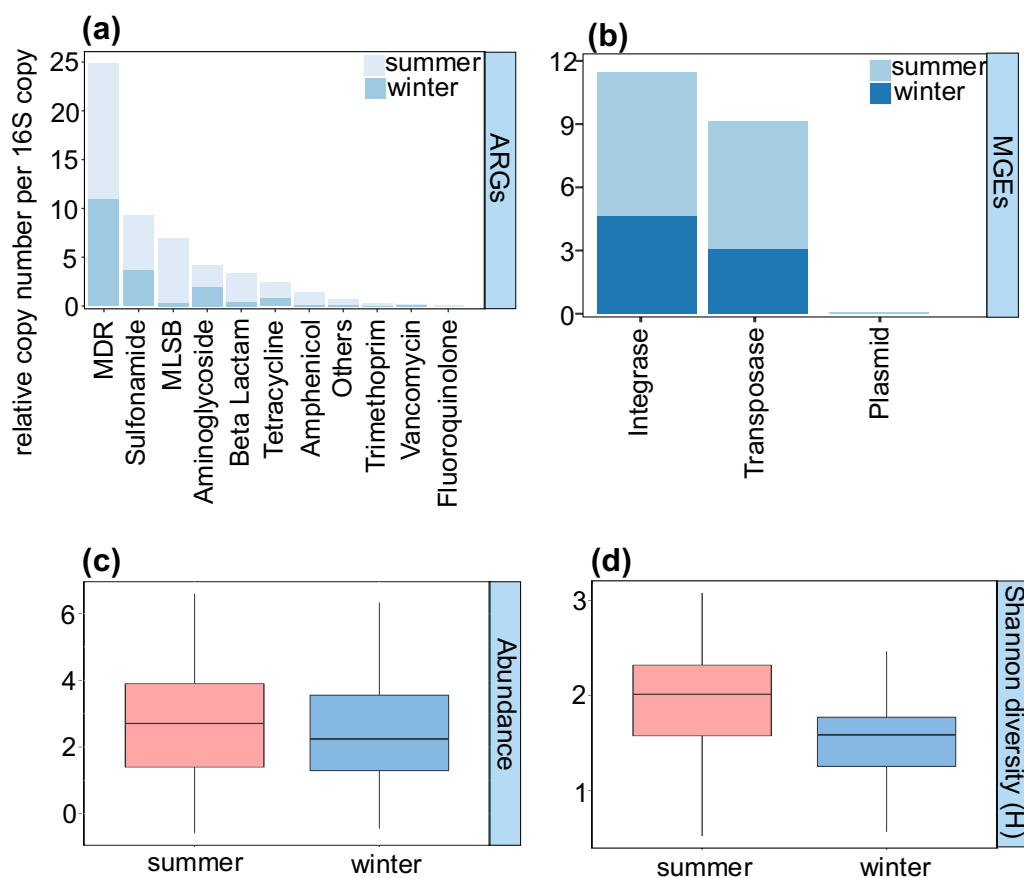 (a)
relative copy number per 16S copy
25
20
15
10
5
0
summer
winter
ARGs
MDR
Sulfonamide
MLSB
Aminoglycoside
Beta Lactam
Tetracycline
Amphenicol
Others
Trimethoprim
Vancomycin
Fluoroquinolone
(b)
12
9
6
3
0
summer
winter
MGEs
Integrase
Transposase
Plasmid
(c)
6
4
2
0
Abundance
summer
winter
(d)
3
2
1
Shannon diversity (H)
summer
winter